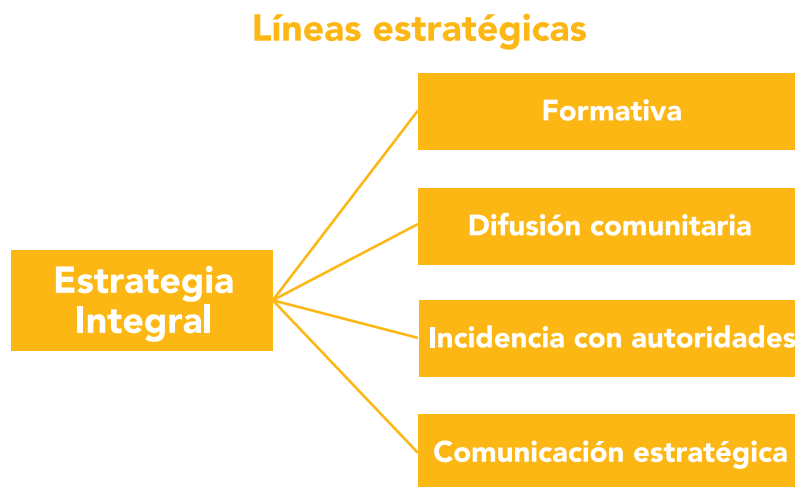 Líneas estratégicas
Formativa
Difusión comunitaria
Estrategia
Integral
Incidencia con autoridades
Comunicación estratégica